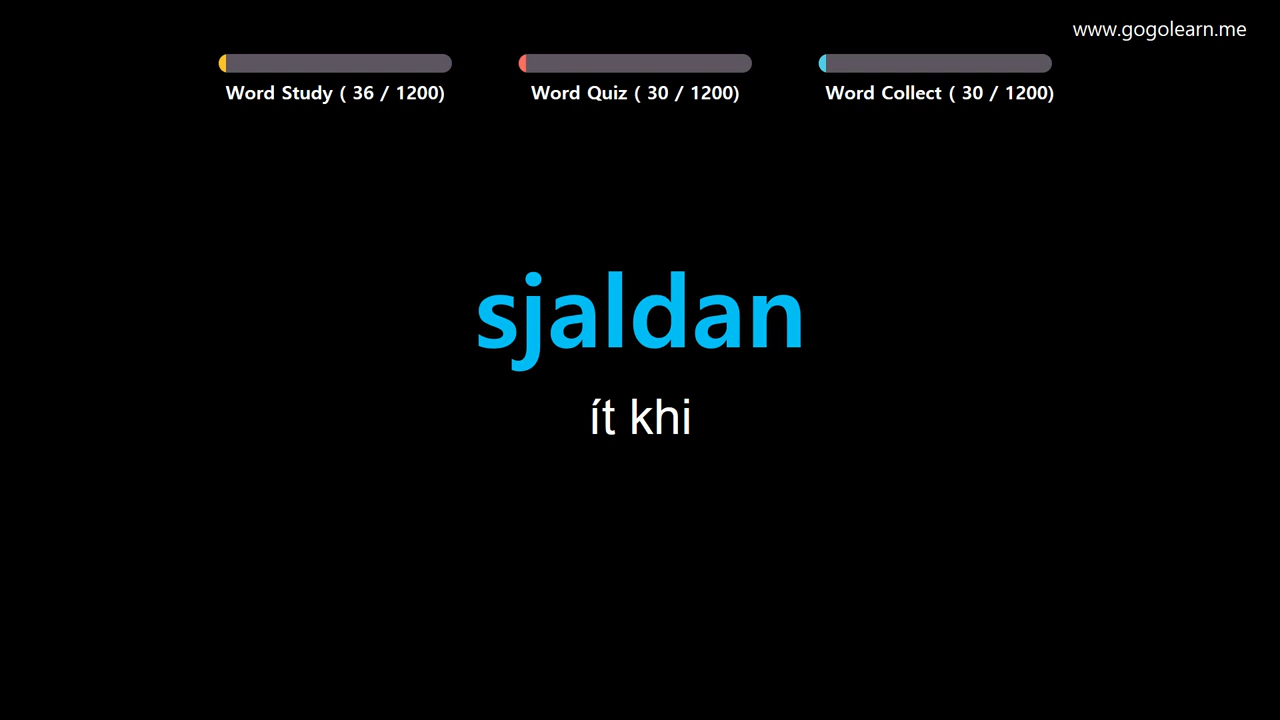 www.gogolearn.me
Word Study ( 36 / 1200)
Word Quiz ( 30 / 1200)
Word Collect ( 30 / 1200)
sjaldan
ít khi